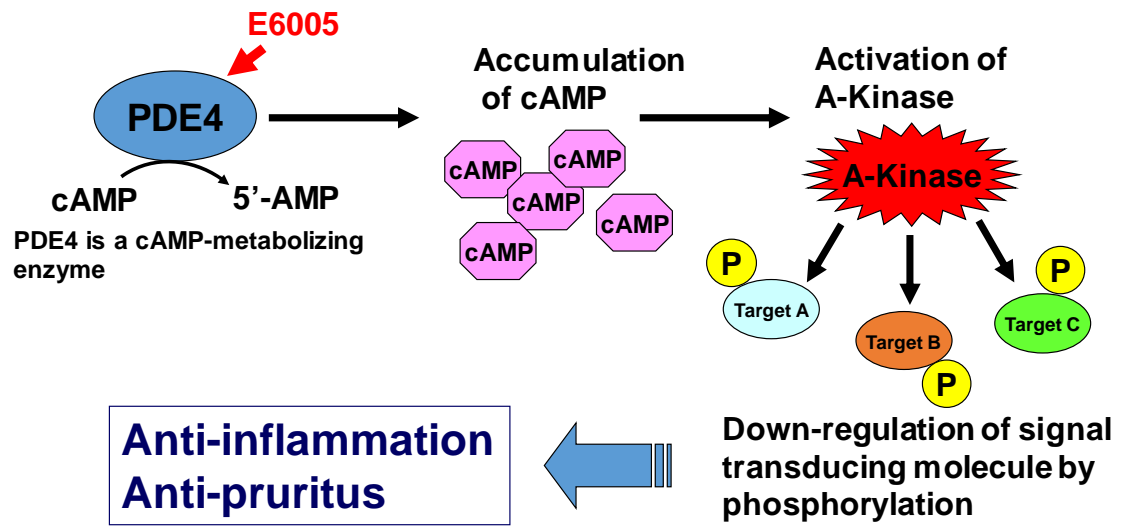 E6005
PDE4
cAMP
5’-AMP
PDE4 is a cAMP-metabolizing
enzyme
Accumulation
of cAMP
cAMP
cAMP
cAMP
cAMP
cAMP
Activation of
A-Kinase
A-Kinase
P
Target A
Target B
P
P
Target C
Down-regulation of signal
transducing molecule by
phosphorylation
Anti-inflammation
Anti-pruritus